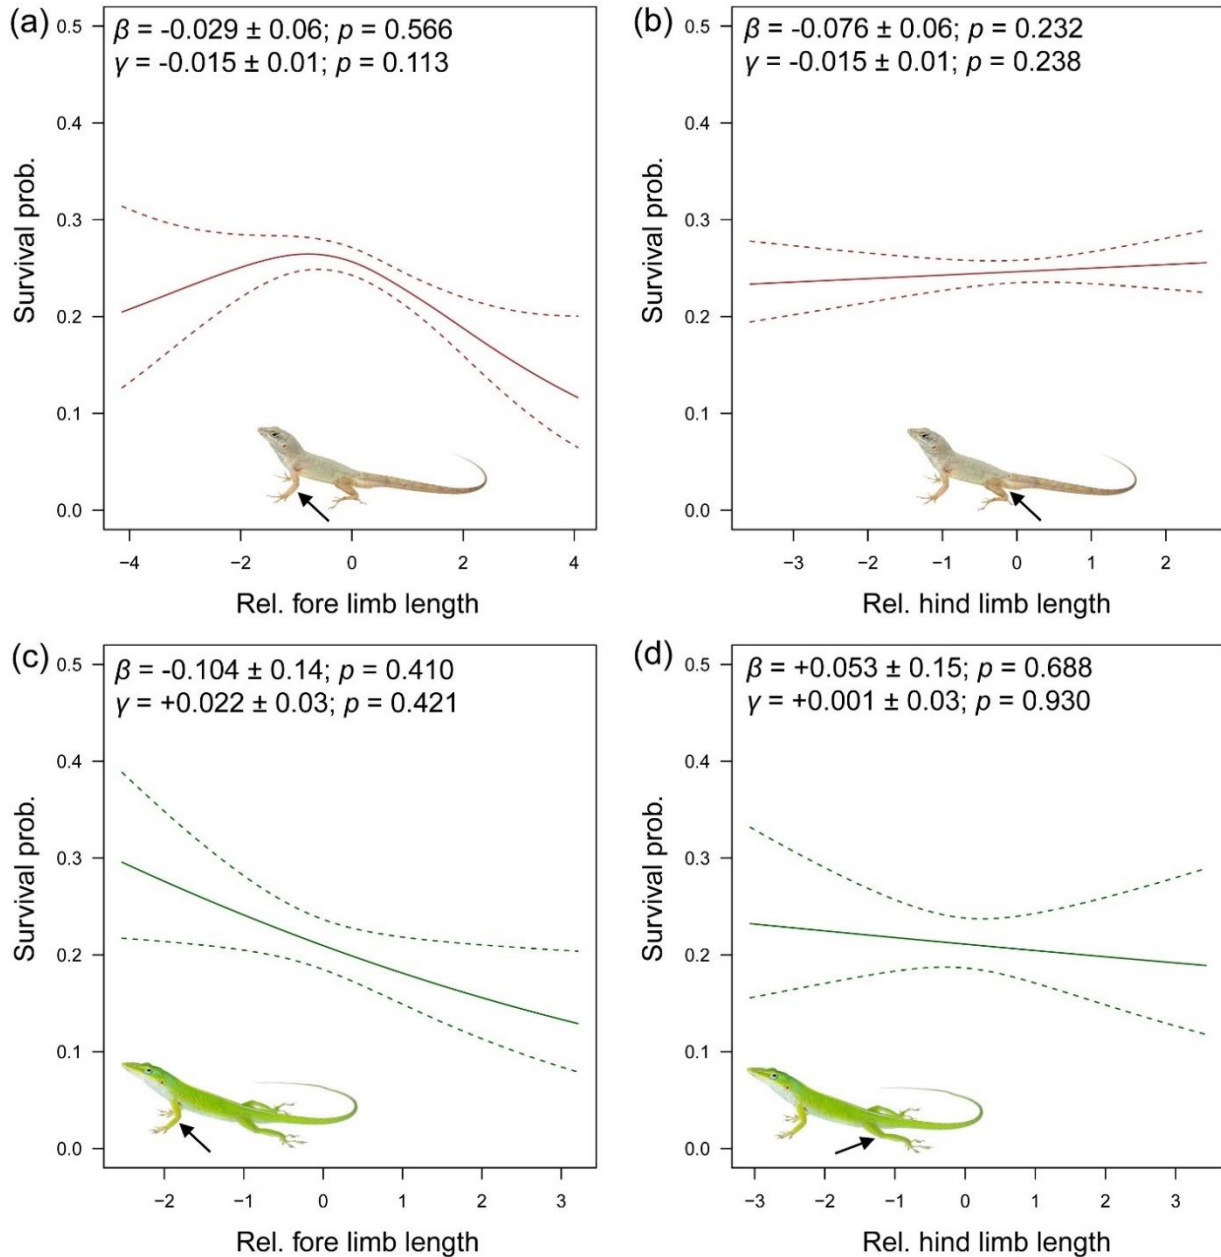 (a)
β = -0.029 ± 0.06; p = 0.566
γ = -0.015 ± 0.01; p = 0.113
0.5
0.4
0.3
0.2
0.1
0.0
Survival prob.
−4
−2
0
2
4
Rel. fore limb length
(b)
β = -0.076 ± 0.06; p = 0.232
γ = -0.015 ± 0.01; p = 0.238
0.5
0.4
0.3
0.2
0.1
0.0
Survival prob.
−3
−2
−1
0
1
2
Rel. hind limb length
(c)
β = -0.104 ± 0.14; p = 0.410
γ = +0.022 ± 0.03; p = 0.421
0.5
0.4
0.3
0.2
0.1
0.0
Survival prob.
−2
−1
0
1
2
3
Rel. fore limb length
(d)
β = +0.053 ± 0.15; p = 0.688
γ = +0.001 ± 0.03; p = 0.930
0.5
0.4
0.3
0.2
0.1
0.0
Survival prob.
−3
−2
−1
0
1
2
3
Rel. hind limb length